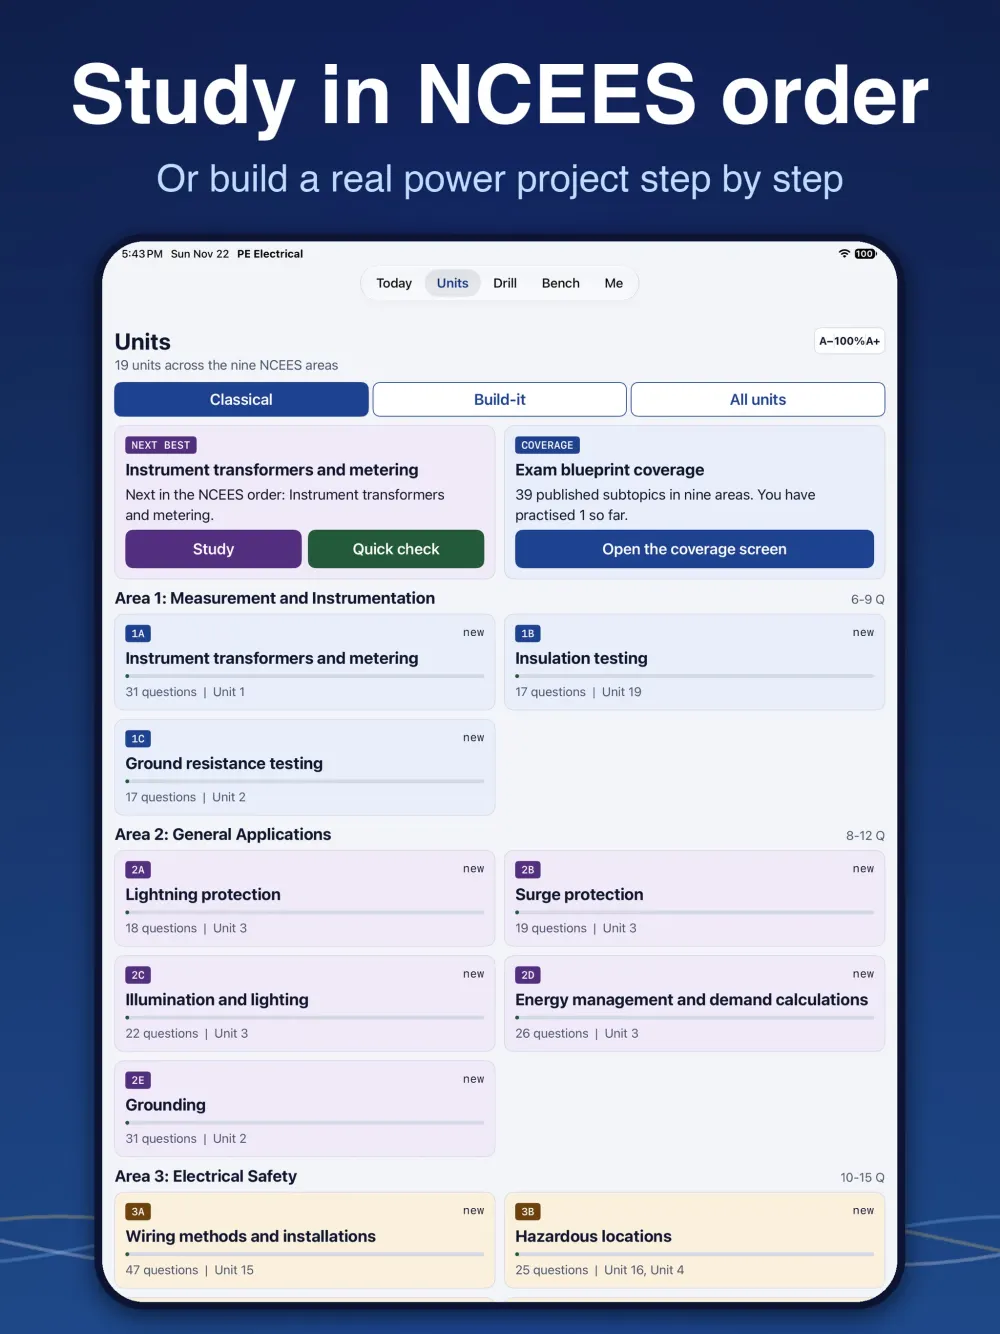 Study in NCEES order
Or build a real power project step by step
5:43 PM Sun Nov 22 PE Electrical
100
Today Units Drill Bench Me
Units
A−100%A+
19 units across the nine NCEES areas
Classical Build-it All units
NEXT BEST
Instrument transformers and metering
Next in the NCEES order: Instrument transformers
and metering.
Study Quick check
COVERAGE
Exam blueprint coverage
39 published subtopics in nine areas. You have
practised 1 so far.
Open the coverage screen
Area 1: Measurement and Instrumentation 6-9 Q
1A new
Instrument transformers and metering
31 questions | Unit 1
1B new
Insulation testing
17 questions | Unit 19
1C new
Ground resistance testing
17 questions | Unit 2
Area 2: General Applications 8-12 Q
2A new
Lightning protection
18 questions | Unit 3
2B new
Surge protection
19 questions | Unit 3
2C new
Illumination and lighting
22 questions | Unit 3
2D new
Energy management and demand calculations
26 questions | Unit 3
2E new
Grounding
31 questions | Unit 2
Area 3: Electrical Safety 10-15 Q
3A new
Wiring methods and installations
47 questions | Unit 15
3B new
Hazardous locations
25 questions | Unit 16, Unit 4